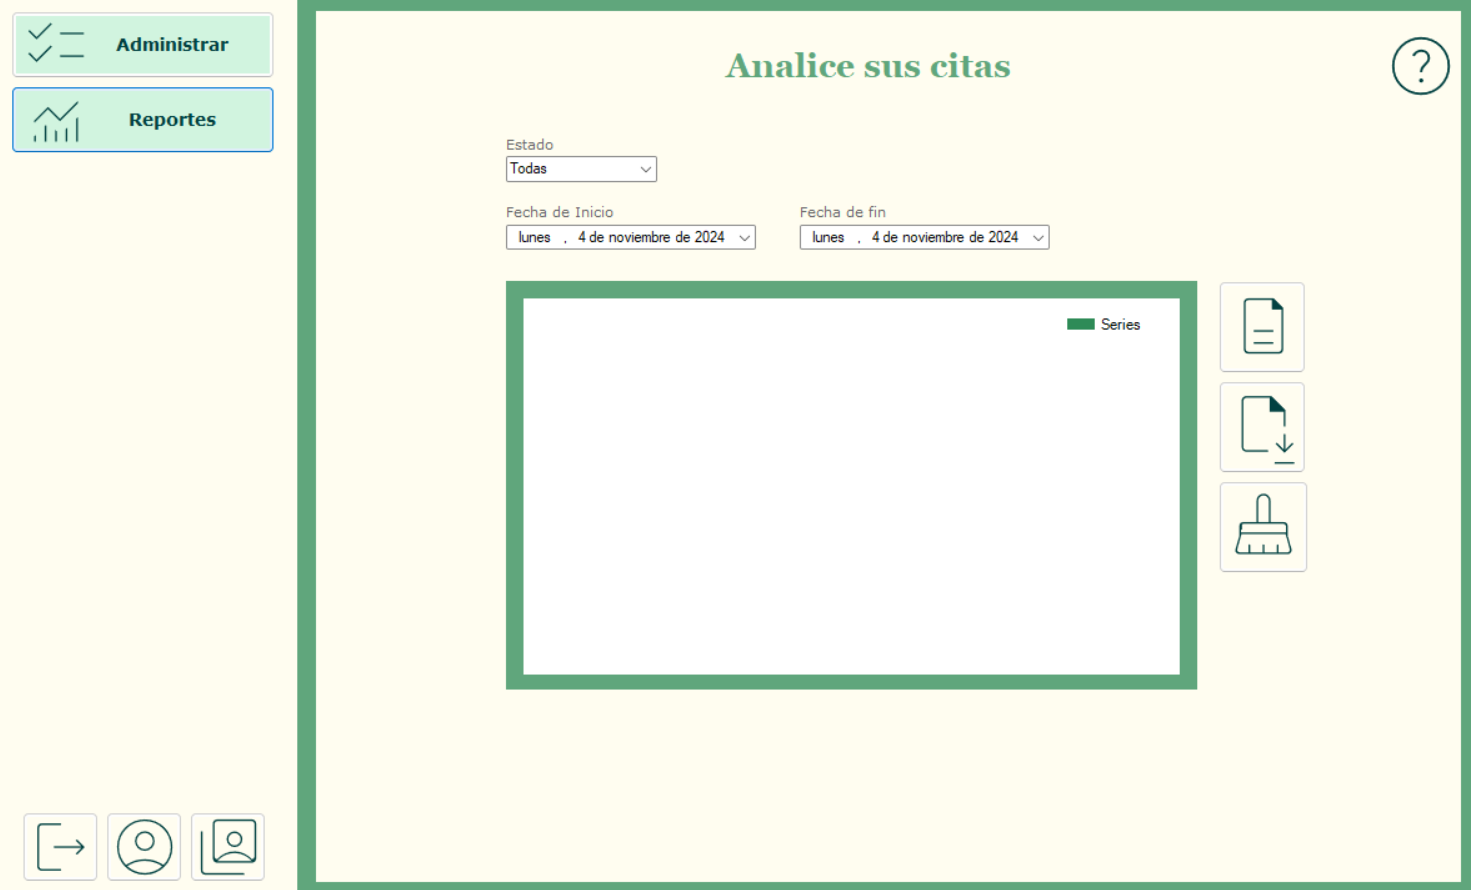 Administrar
Reportes
Analice sus citas
?
Estado
Todas
Fecha de Inicio
Fecha de fin
lunes , 4 de noviembre de 2024
lunes , 4 de noviembre de 2024
Series